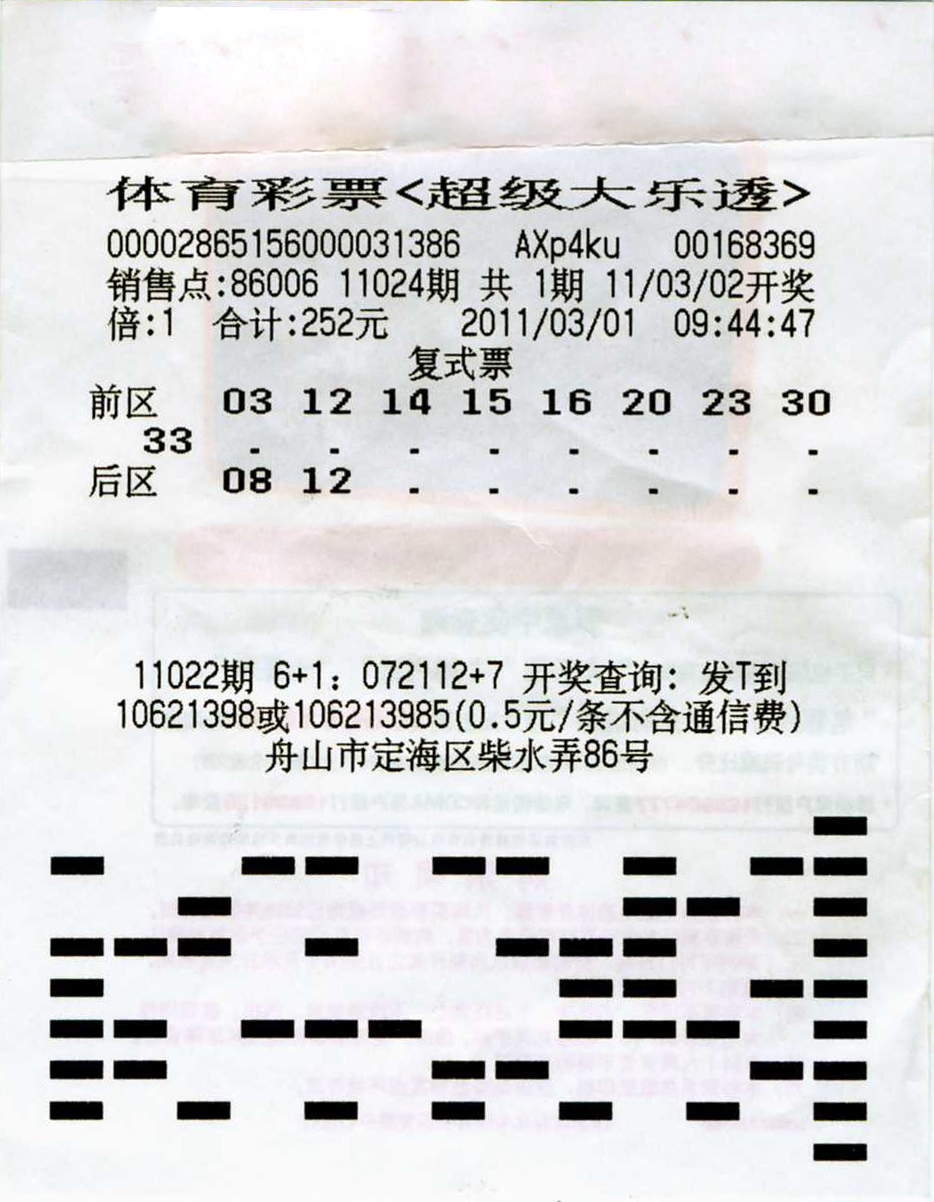 体育彩票<超级大乐透>
00002865156000031386 AXp4ku 00168369
销售点:86006 11024期 共 1期 11/03/02开奖
倍:1 合计:252元 2011/03/01 09:44:47
复式票
前区 03 12 14 15 16 20 23 30
33 - - - - - - - -
后区 08 12 - - - - - -
11022期 6+1: 072112+7 开奖查询: 发T到
10621398或106213985(0.5元/条不含通信费)
舟山市定海区柴水弄86号